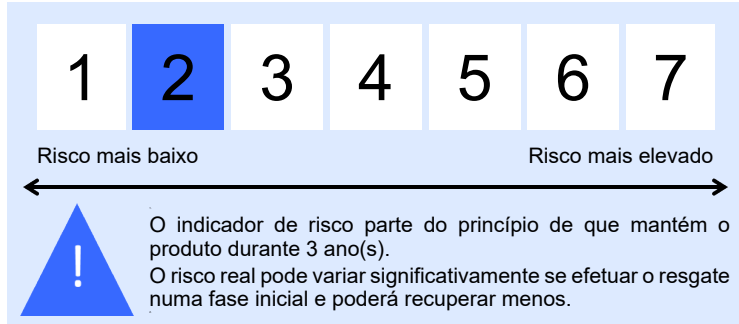 1 2 3 4 5 6 7
Risco mais baixo Risco mais elevado
!
O indicador de risco parte do princípio de que mantém o
produto durante 3 ano(s).
O risco real pode variar significativamente se efetuar o resgate
numa fase inicial e poderá recuperar menos.